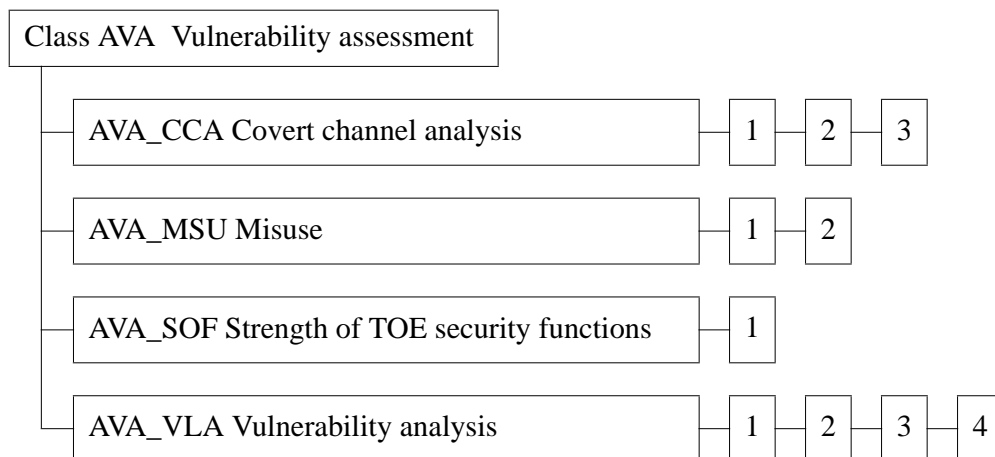 Class AVA  Vulnerability assessment
AVA_CCA Covert channel analysis 1 2 3
AVA_MSU Misuse 1 2
AVA_SOF Strength of TOE security functions 1
AVA_VLA Vulnerability analysis 1 2 3 4